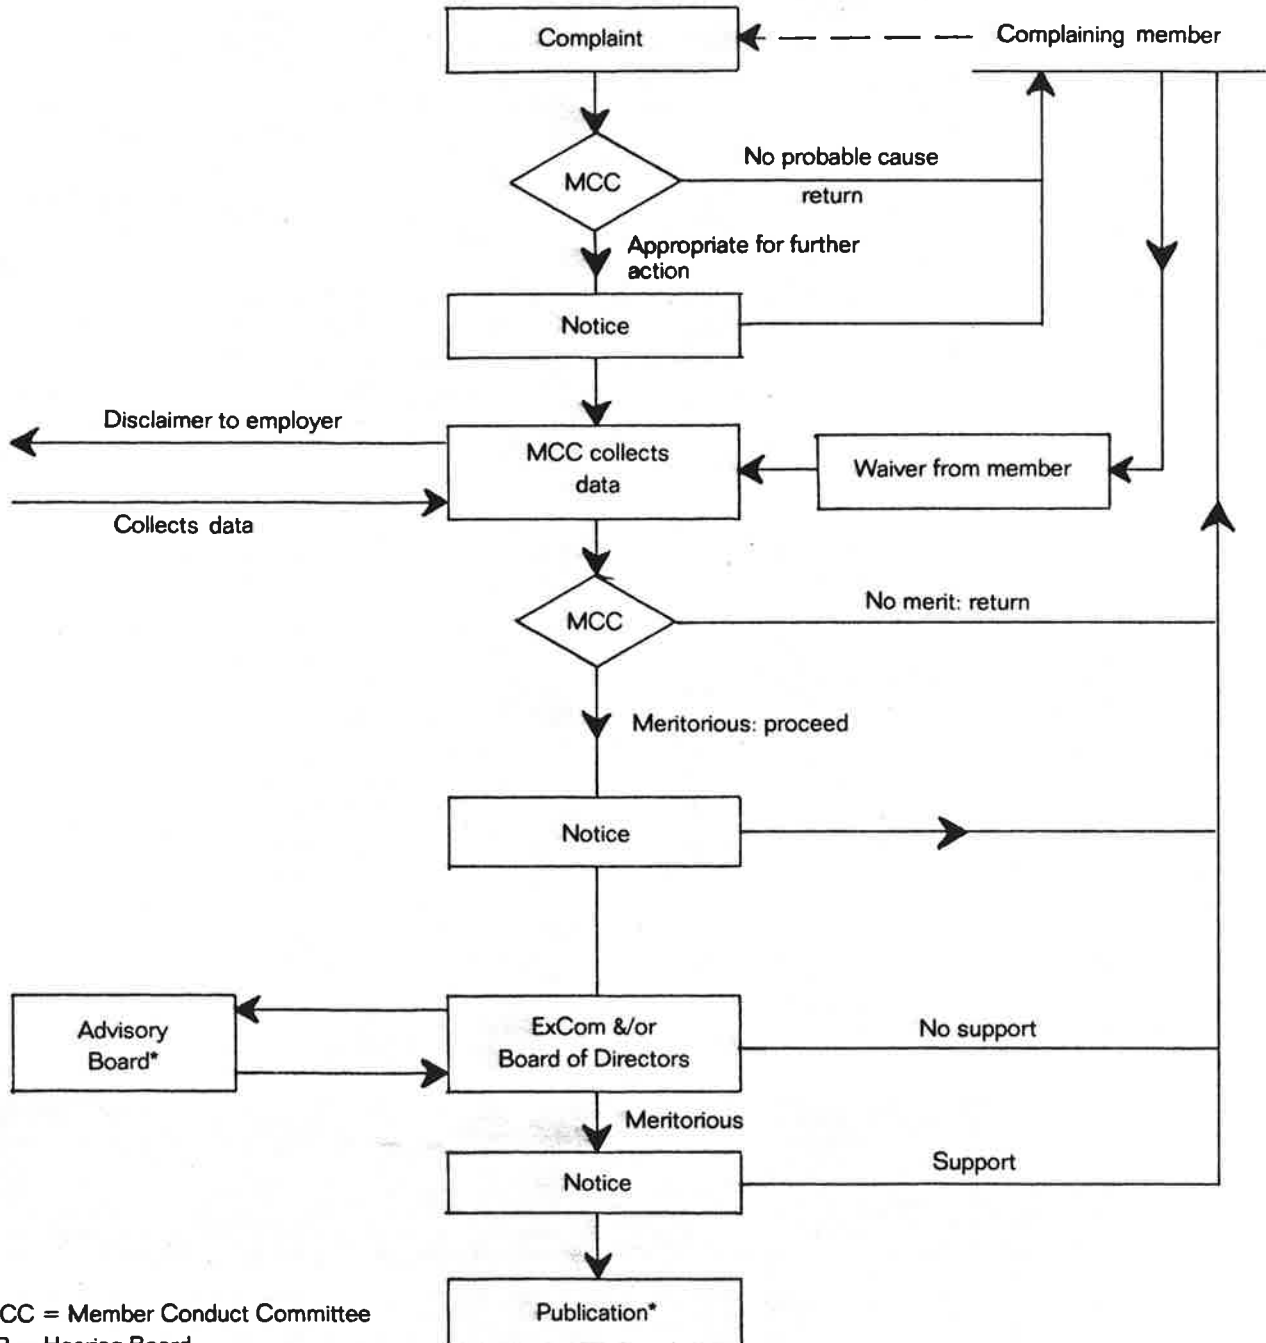 Complaint
Complaining member
MCC
No probable cause
return
Appropriate for further
action
Notice
Disclaimer to employer
MCC collects
data
Waiver from member
Collects data
MCC
No merit: return
Meritorious: proceed
Notice
Advisory
Board*
ExCom &/or
Board of Directors
No support
Meritorious
Notice
Support
Publication*
CC = Member Conduct Committee
Hearing Board